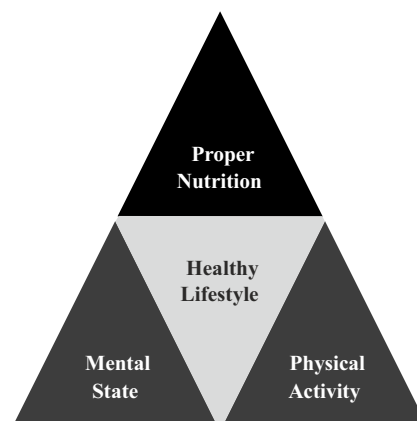 Proper
Nutrition
Healthy
Lifestyle
Mental
State
Physical
Activity